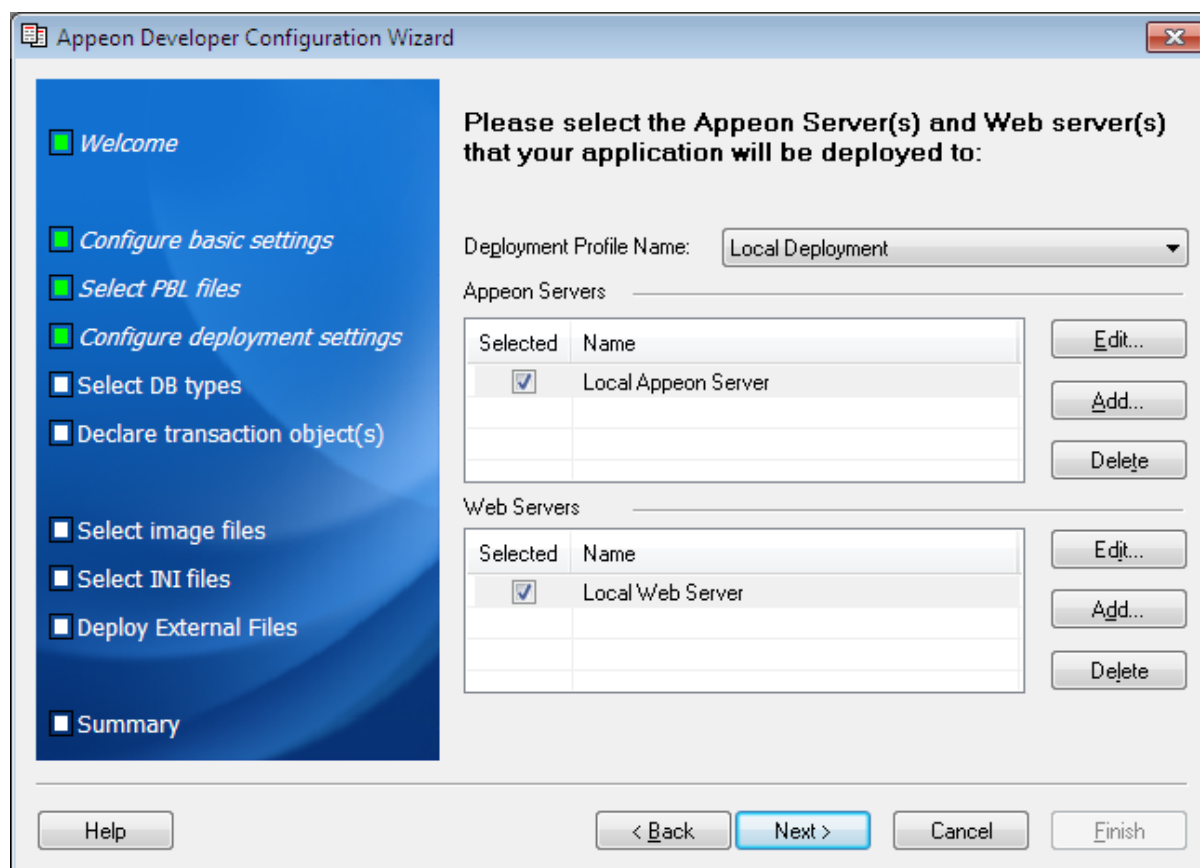 Appeon Developer Configuration Wizard
Welcome
Configure basic settings
Select PBL files
Configure deployment settings
Select DB types
Declare transaction object(s)
Select image files
Select INI files
Deploy External Files
Summary
Please select the Appeon Server(s) and Web server(s)
that your application will be deployed to:
Deployment Profile Name: Local Deployment
Appeon Servers
Selected Name
Local Appeon Server
Edit...
Add...
Delete
Web Servers
Selected Name
Local Web Server
Edit...
Add...
Delete
Help < Back Next > Cancel Finish